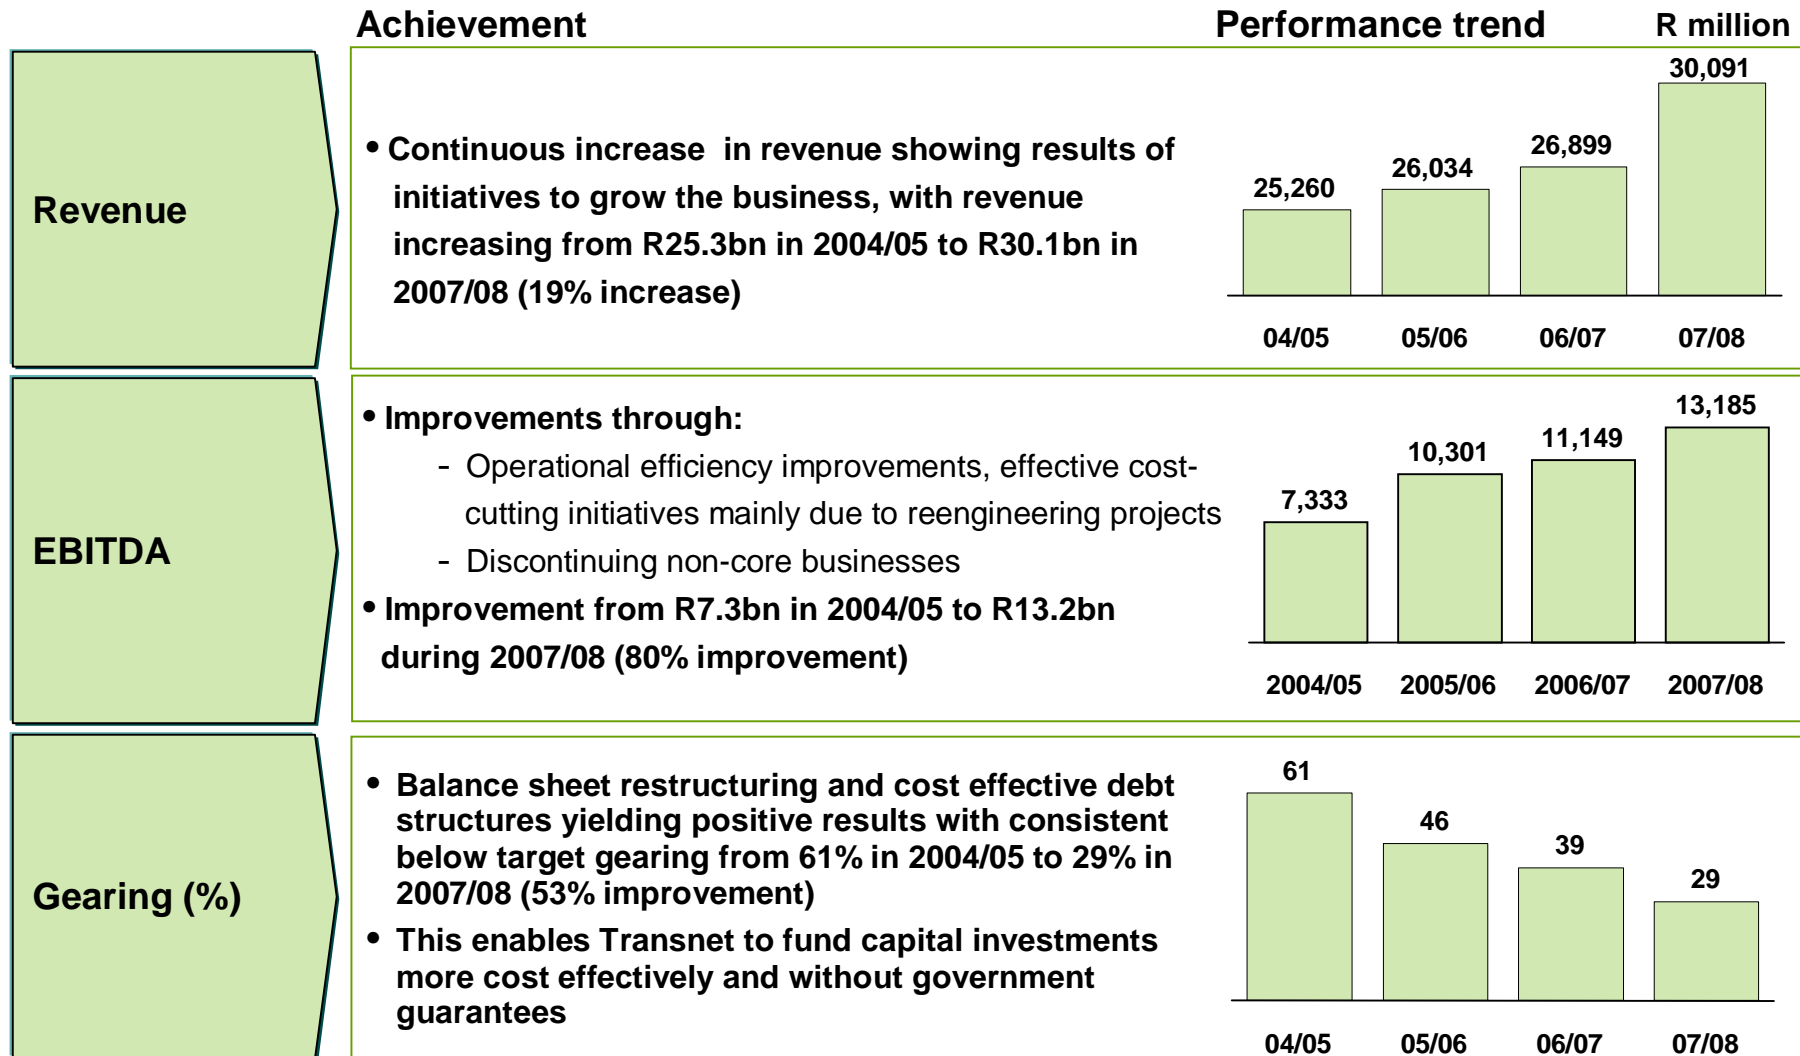 Achievement Performance trend R million
Revenue
• Continuous increase in revenue showing results of
initiatives to grow the business, with revenue
increasing from R25.3bn in 2004/05 to R30.1bn in
2007/08 (19% increase)
25,260 26,034 26,899 30,091
04/05 05/06 06/07 07/08
EBITDA
• Improvements through:
- Operational efficiency improvements, effective cost-
cutting initiatives mainly due to reengineering projects
- Discontinuing non-core businesses
• Improvement from R7.3bn in 2004/05 to R13.2bn
during 2007/08 (80% improvement)
7,333 10,301 11,149 13,185
2004/05 2005/06 2006/07 2007/08
Gearing (%)
• Balance sheet restructuring and cost effective debt
structures yielding positive results with consistent
below target gearing from 61% in 2004/05 to 29% in
2007/08 (53% improvement)
• This enables Transnet to fund capital investments
more cost effectively and without government
guarantees
61 46 39 29
04/05 05/06 06/07 07/08